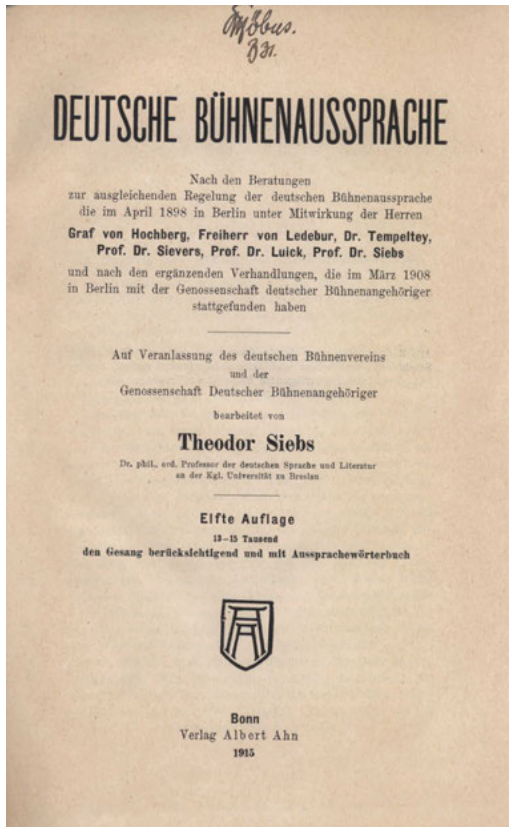 Möbus.
B 31.
DEUTSCHE BÜHNENAUSSPRACHE
Nach den Beratungen
zur ausgleichenden Regelung der deutschen Bühnenaussprache
die im April 1898 in Berlin unter Mitwirkung der Herren
Graf von Hochberg, Freiherr von Ledebur, Dr. Tempeltey,
Prof. Dr. Sievers, Prof. Dr. Luick, Prof. Dr. Siebs
und nach den ergänzenden Verhandlungen, die im März 1908
in Berlin mit der Genossenschaft deutscher Bühnenangehöriger
stattgefunden haben
Auf Veranlassung des deutschen Bühnenvereins
und der
Genossenschaft Deutscher Bühnenangehöriger
bearbeitet von
Theodor Siebs
Dr. phil., ord. Professor der deutschen Sprache und Literatur
an der Kgl. Universität zu Breslau
Elfte Auflage
13—15 Tausend
den Gesang berücksichtigend und mit Aussprachewörterbuch
Bonn
Verlag Albert Ahn
1915